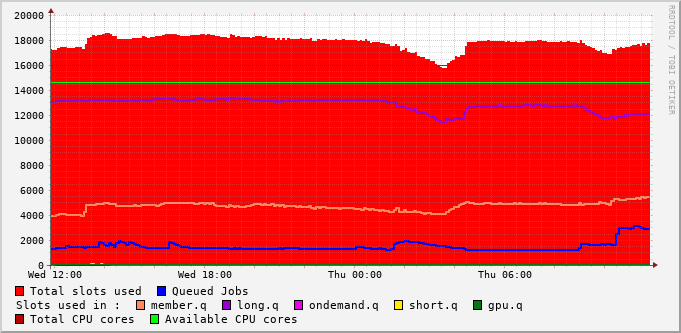 20000
18000
16000
14000
12000
10000
8000
6000
4000
2000
0
Wed 12:00 Wed 18:00 Thu 00:00 Thu 06:00
RRDTOOL / TOBI OETIKER
Total slots used Queued Jobs
Slots used in : member.q long.q ondemand.q short.q gpu.q
Total CPU cores Available CPU cores